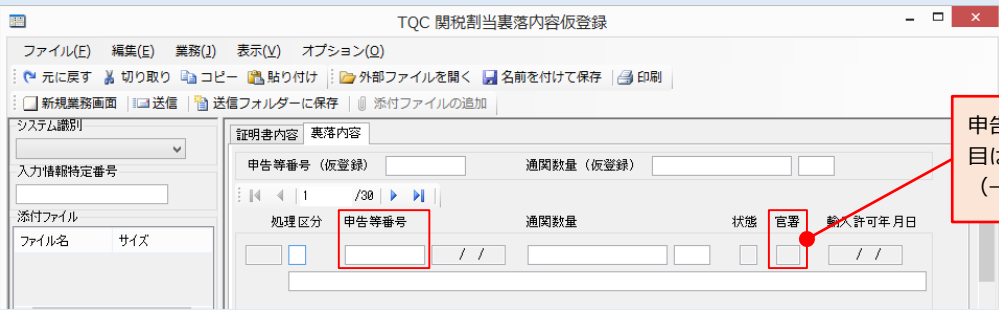 TQC 関税割当裏落内容仮登録
ファイル(F) 編集(E) 業務(J) 表示(V) オプション(O)
元に戻す 切り取り コピー 貼り付け 外部ファイルを開く 名前を付けて保存 印刷
新規業務画面 送信 送信フォルダーに保存 添付ファイルの追加
システム識別
入力情報特定番号
添付ファイル
ファイル名 サイズ
証明書内容 裏落内容
申告等番号（仮登録） 通関数量（仮登録）
1 /30
処理区分 申告等番号 通関数量 状態 官署 輸入許可年月日
/ / / /
申告
目は
（一